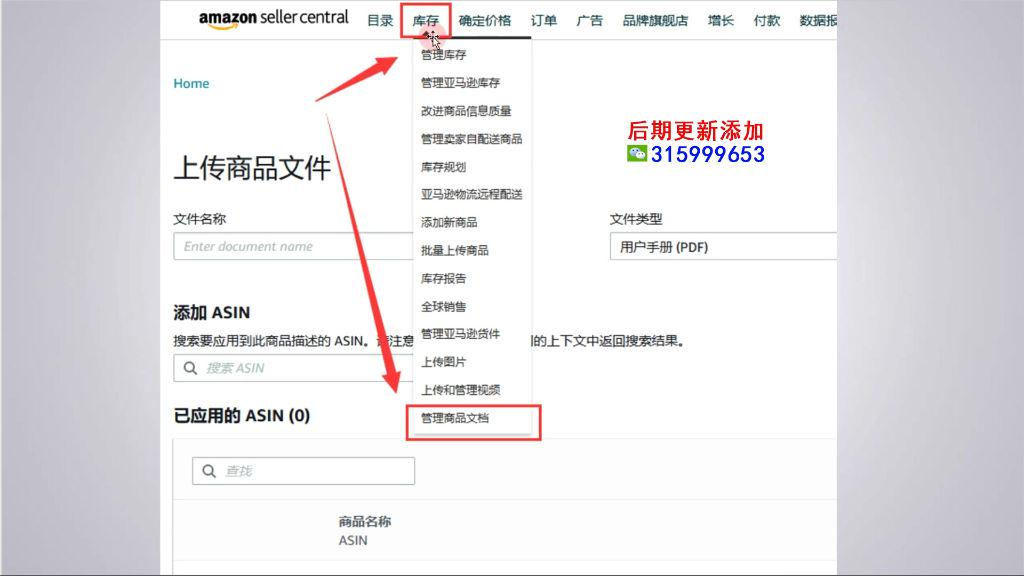 amazon seller central 目录 库存 确定价格 订单 广告 品牌旗舰店 增长 付款 数据报
管理库存
Home
管理亚马逊库存
改进商品信息质量
后期更新添加
管理卖家自配送商品
315999653
上传商品文件
库存规划
亚马逊物流远程配送
文件名称
添加新商品
文件类型
Enter document name
批量上传商品
用户手册 (PDF)
库存报告
添加 ASIN
全球销售
搜索要应用到此商品描述的 ASIN。请注意
管理亚马逊货件
的上下文中返回搜索结果。
搜索 ASIN
上传图片
上传和管理视频
已应用的 ASIN (0)
管理商品文档
查找
商品名称
ASIN